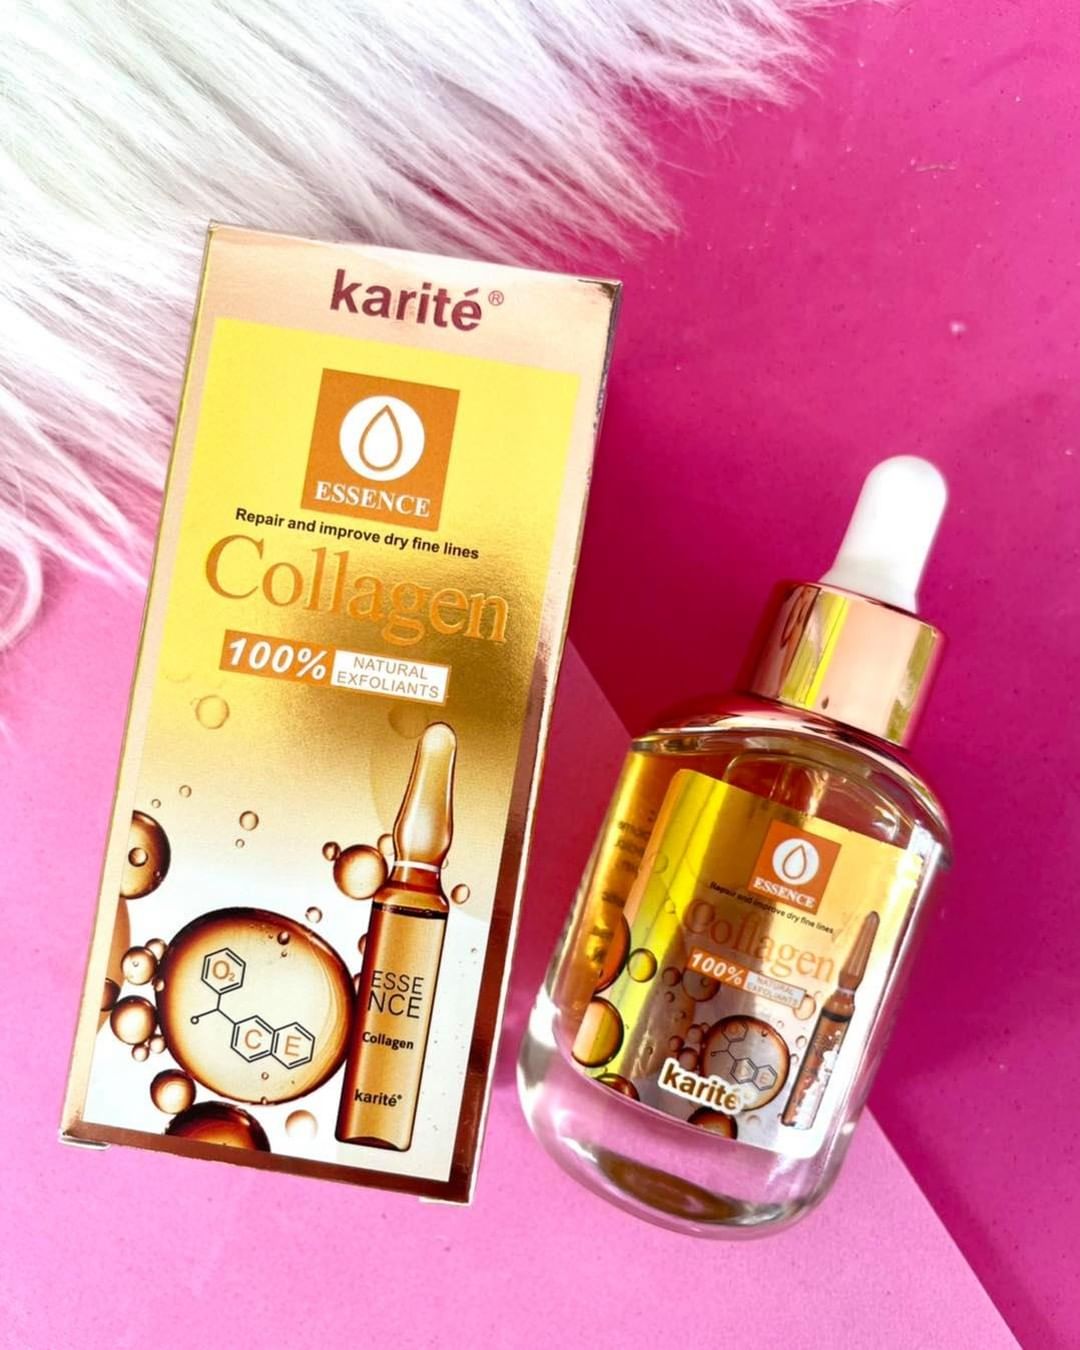 karité®
ESSENCE
Repair and improve dry fine lines
Collagen
100% NATURAL
EXFOLIANTS
O₂
C E
ESSE
NCE
Collagen
karité®
ESSENCE
Repair and improve dry fine lines
Collagen
100% NATURAL
EXFOLIANTS
karité